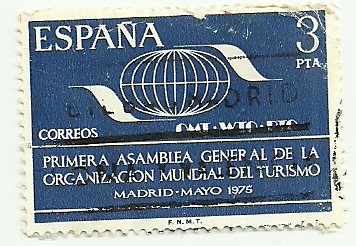 ESPAÑA 3
PTA
MADRID
CORREOS OMT-WTO-BTO
PRIMERA ASAMBLEA GENERAL DE LA
ORGANIZACION MUNDIAL DEL TURISMO
MADRID-MAYO 1975
F.N.M.T.